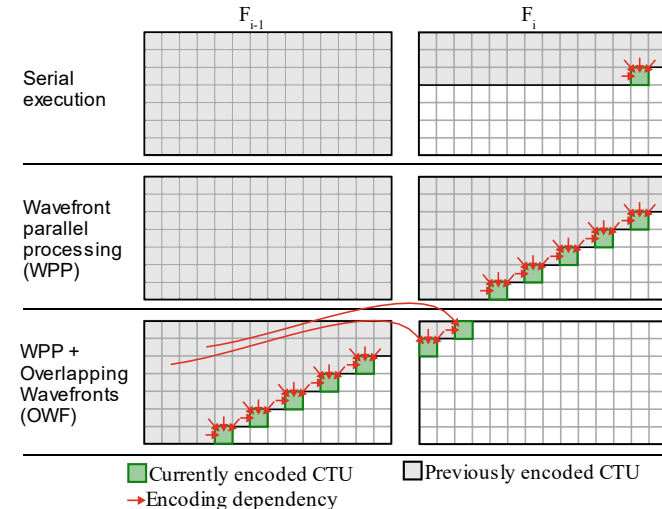 F_{i-1}
F_i
Serial
execution
Wavefront
parallel
processing
(WPP)
WPP +
Overlapping
Wavefronts
(OWF)
Currently encoded CTU
Previously encoded CTU
Encoding dependency